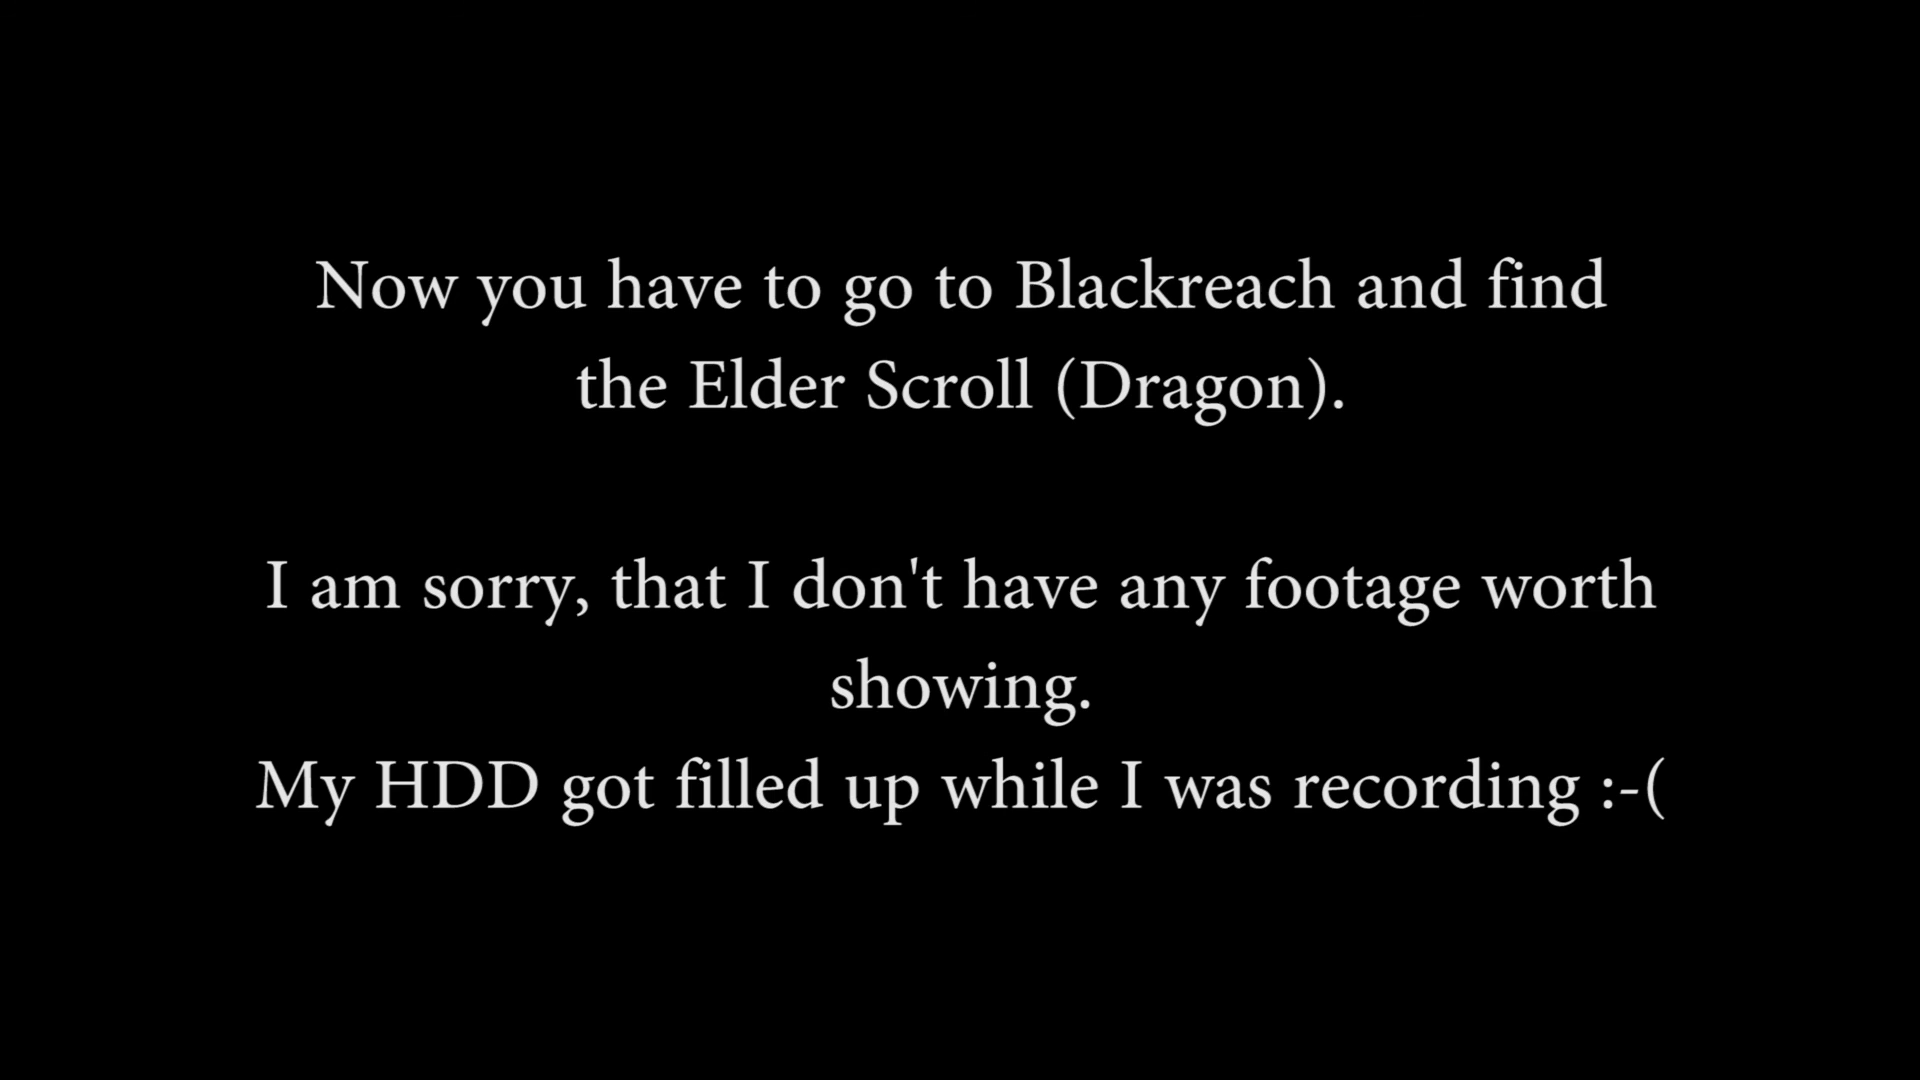 Now you have to go to Blackreach and find
the Elder Scroll (Dragon).
I am sorry, that I don't have any footage worth
showing.
My HDD got filled up while I was recording :-(